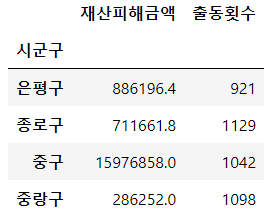 재산피해금액 출동횟수
시군구
은평구 886196.4 921
종로구 711661.8 1129
중구 15976858.0 1042
중랑구 286252.0 1098